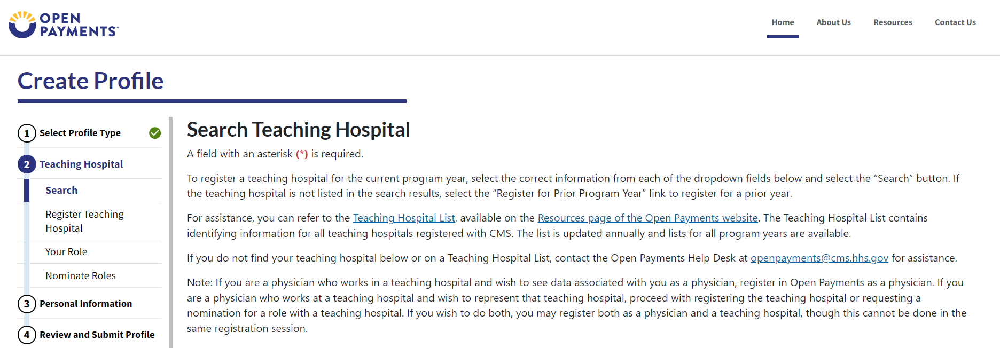 OPEN
PAYMENTS™
Home
About Us
Resources
Contact Us
Create Profile
1 Select Profile Type
2 Teaching Hospital
Search
Register Teaching
Hospital
Your Role
Nominate Roles
3 Personal Information
4 Review and Submit Profile
Search Teaching Hospital
A field with an asterisk (*) is required.
To register a teaching hospital for the current program year, select the correct information from each of the dropdown fields below and select the “Search” button. If
the teaching hospital is not listed in the search results, select the “Register for Prior Program Year” link to register for a prior year.
For assistance, you can refer to the Teaching Hospital List, available on the Resources page of the Open Payments website. The Teaching Hospital List contains
identifying information for all teaching hospitals registered with CMS. The list is updated annually and lists for all program years are available.
If you do not find your teaching hospital below or on a Teaching Hospital List, contact the Open Payments Help Desk at openpayments@cms.hhs.gov for assistance.
Note: If you are a physician who works in a teaching hospital and wish to see data associated with you as a physician, register in Open Payments as a physician. If you
are a physician who works at a teaching hospital and wish to represent that teaching hospital, proceed with registering the teaching hospital or requesting a
nomination for a role with a teaching hospital. If you wish to do both, you may register both as a physician and a teaching hospital, though this cannot be done in the
same registration session.